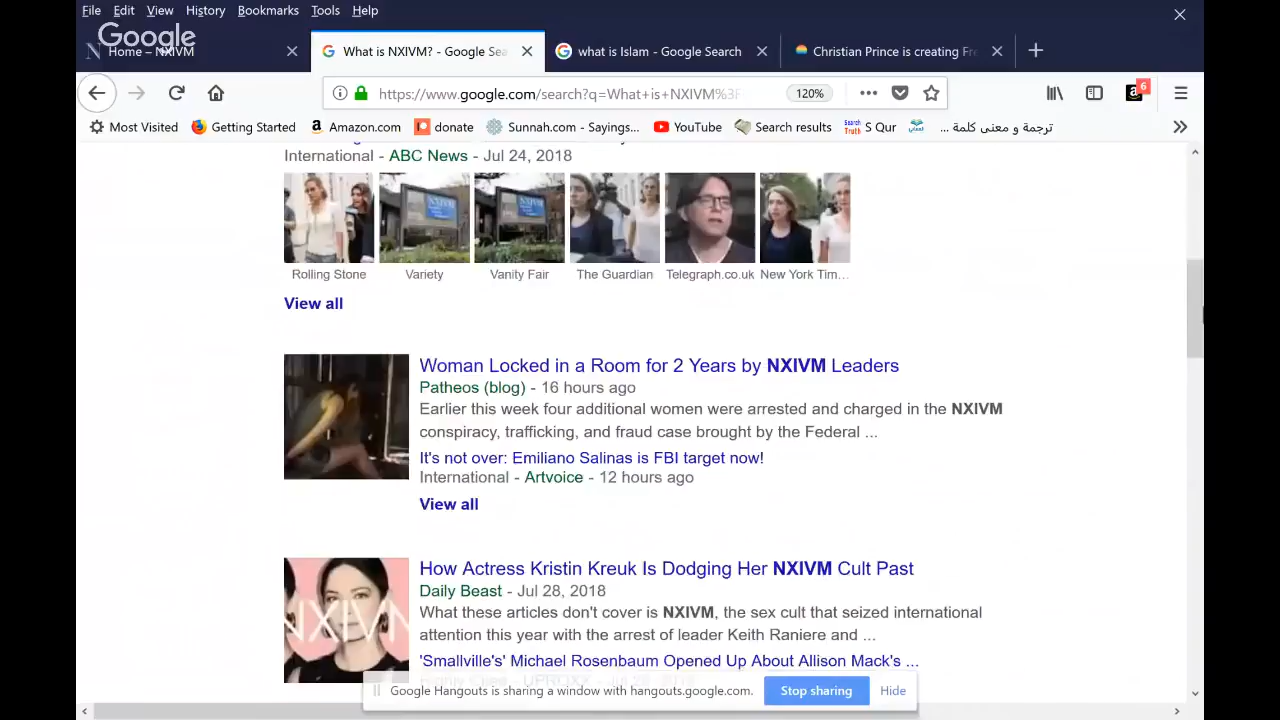 File Edit View History Bookmarks Tools Help
Google
Home – NXIVM
What is NXIVM? - Google Sea
what is Islam - Google Search
Christian Prince is creating Fre
https://www.google.com/search?q=What+is+NXIVM%3F
120%
6
Most Visited Getting Started Amazon.com donate Sunnah.com - Sayings... YouTube Search results Search Truth S Qur ترجمة و معنى كلمة ...
International - ABC News - Jul 24, 2018
Rolling Stone Variety Vanity Fair The Guardian Telegraph.co.uk New York Tim...
View all
Woman Locked in a Room for 2 Years by NXIVM Leaders
Patheos (blog) - 16 hours ago
Earlier this week four additional women were arrested and charged in the NXIVM
conspiracy, trafficking, and fraud case brought by the Federal ...
It's not over: Emiliano Salinas is FBI target now!
International - Artvoice - 12 hours ago
View all
How Actress Kristin Kreuk Is Dodging Her NXIVM Cult Past
Daily Beast - Jul 28, 2018
What these articles don't cover is NXIVM, the sex cult that seized international
attention this year with the arrest of leader Keith Raniere and ...
NXIVM
'Smallville's' Michael Rosenbaum Opened Up About Allison Mack's ...
Google Hangouts is sharing a window with hangouts.google.com. Stop sharing Hide